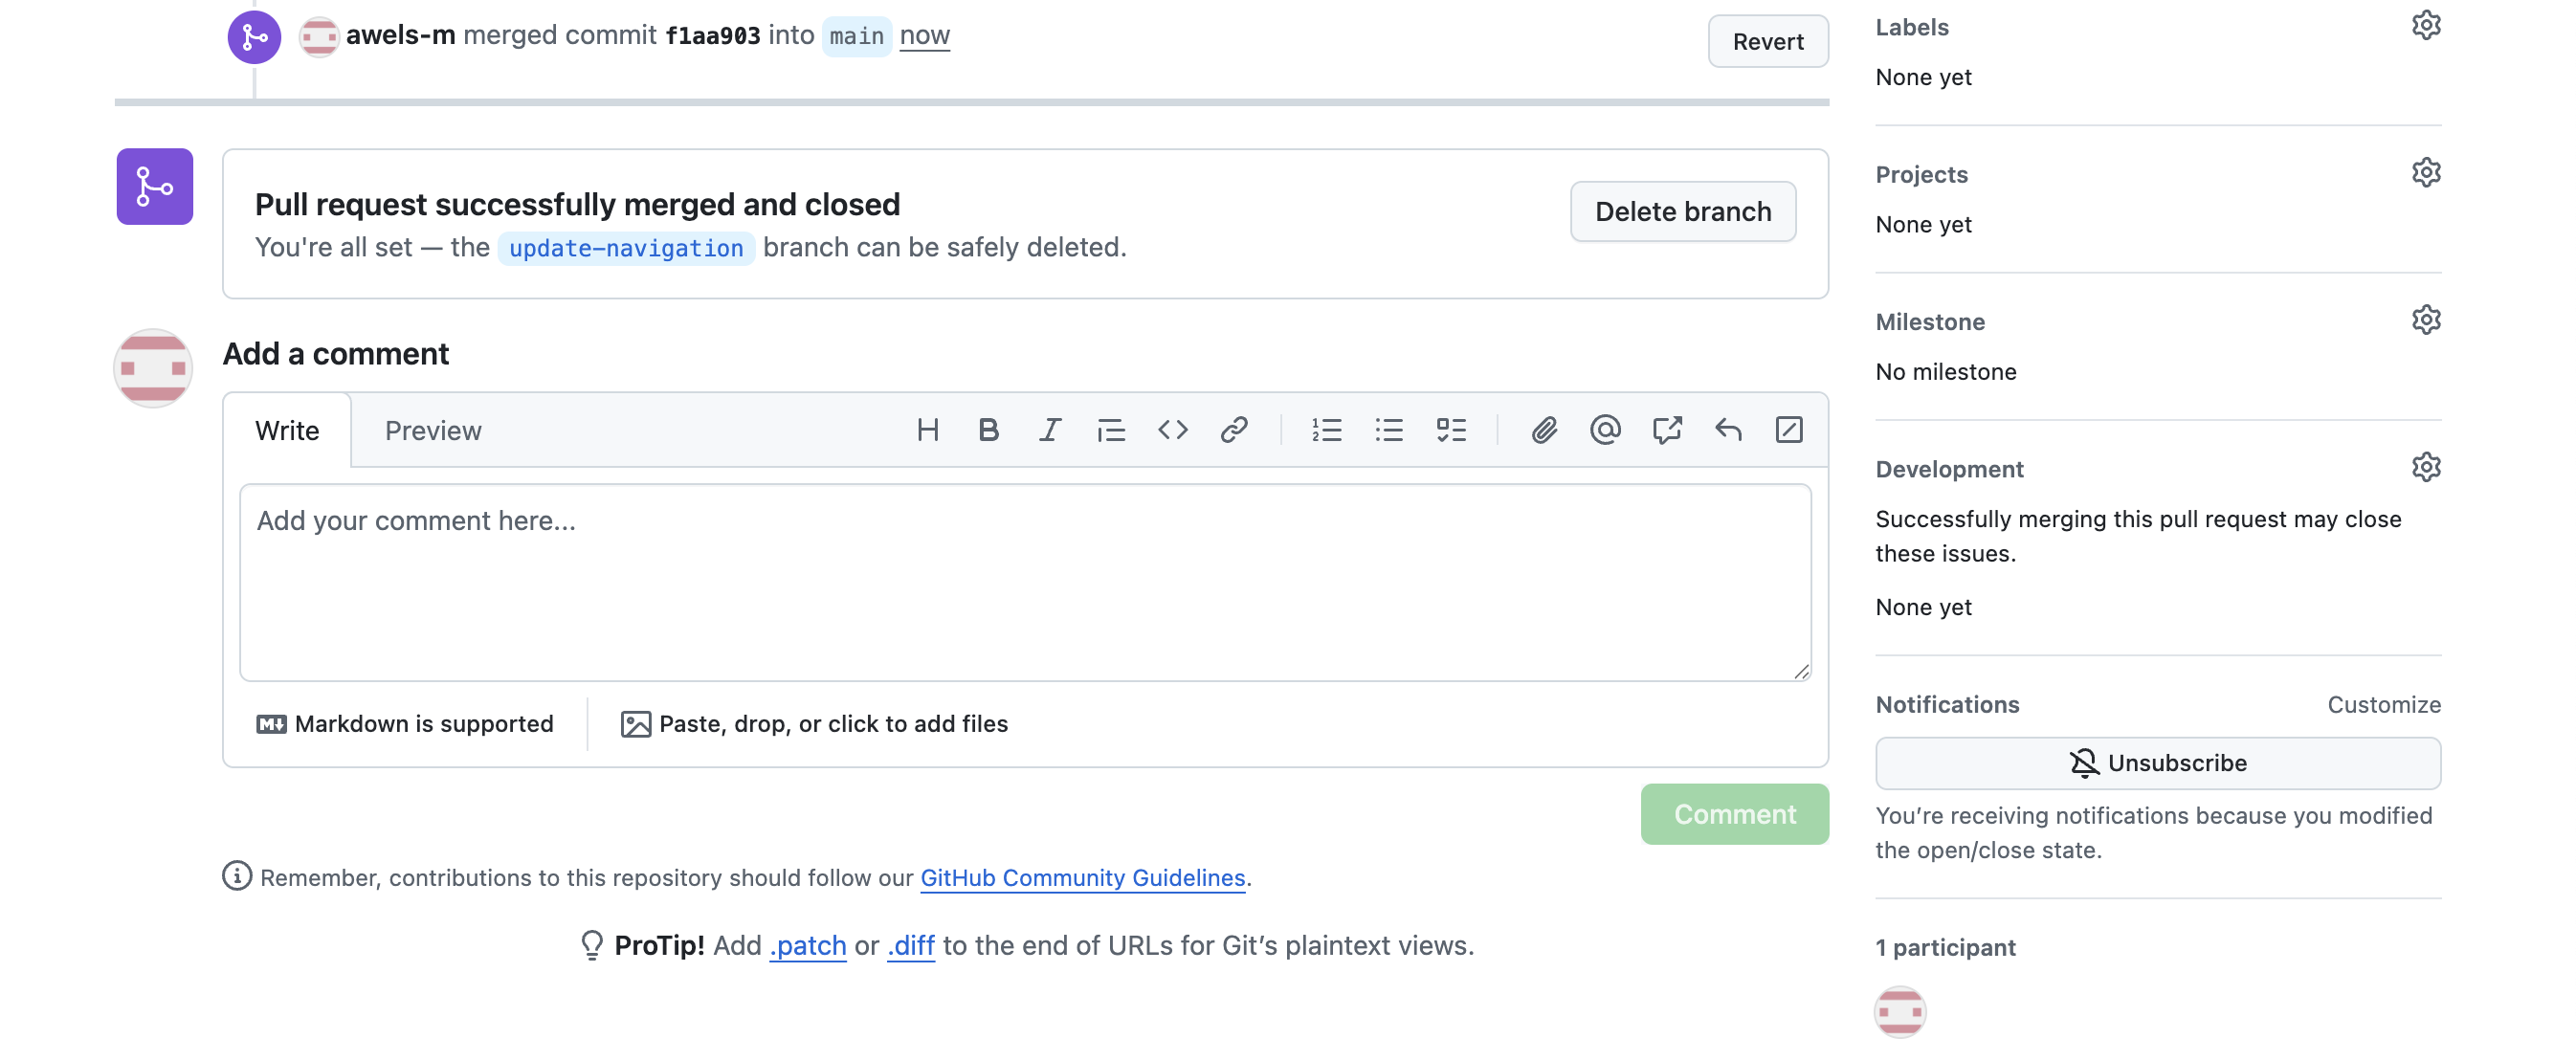 awels-m merged commit f1aa903 into main now
Revert
Pull request successfully merged and closed
You're all set — the update-navigation branch can be safely deleted.
Delete branch
Add a comment
Write
Preview
Add your comment here...
Markdown is supported
Paste, drop, or click to add files
Comment
Remember, contributions to this repository should follow our GitHub Community Guidelines.
ProTip! Add .patch or .diff to the end of URLs for Git’s plaintext views.
Labels
None yet
Projects
None yet
Milestone
No milestone
Development
Successfully merging this pull request may close
these issues.
None yet
Notifications
Customize
Unsubscribe
You’re receiving notifications because you modified
the open/close state.
1 participant